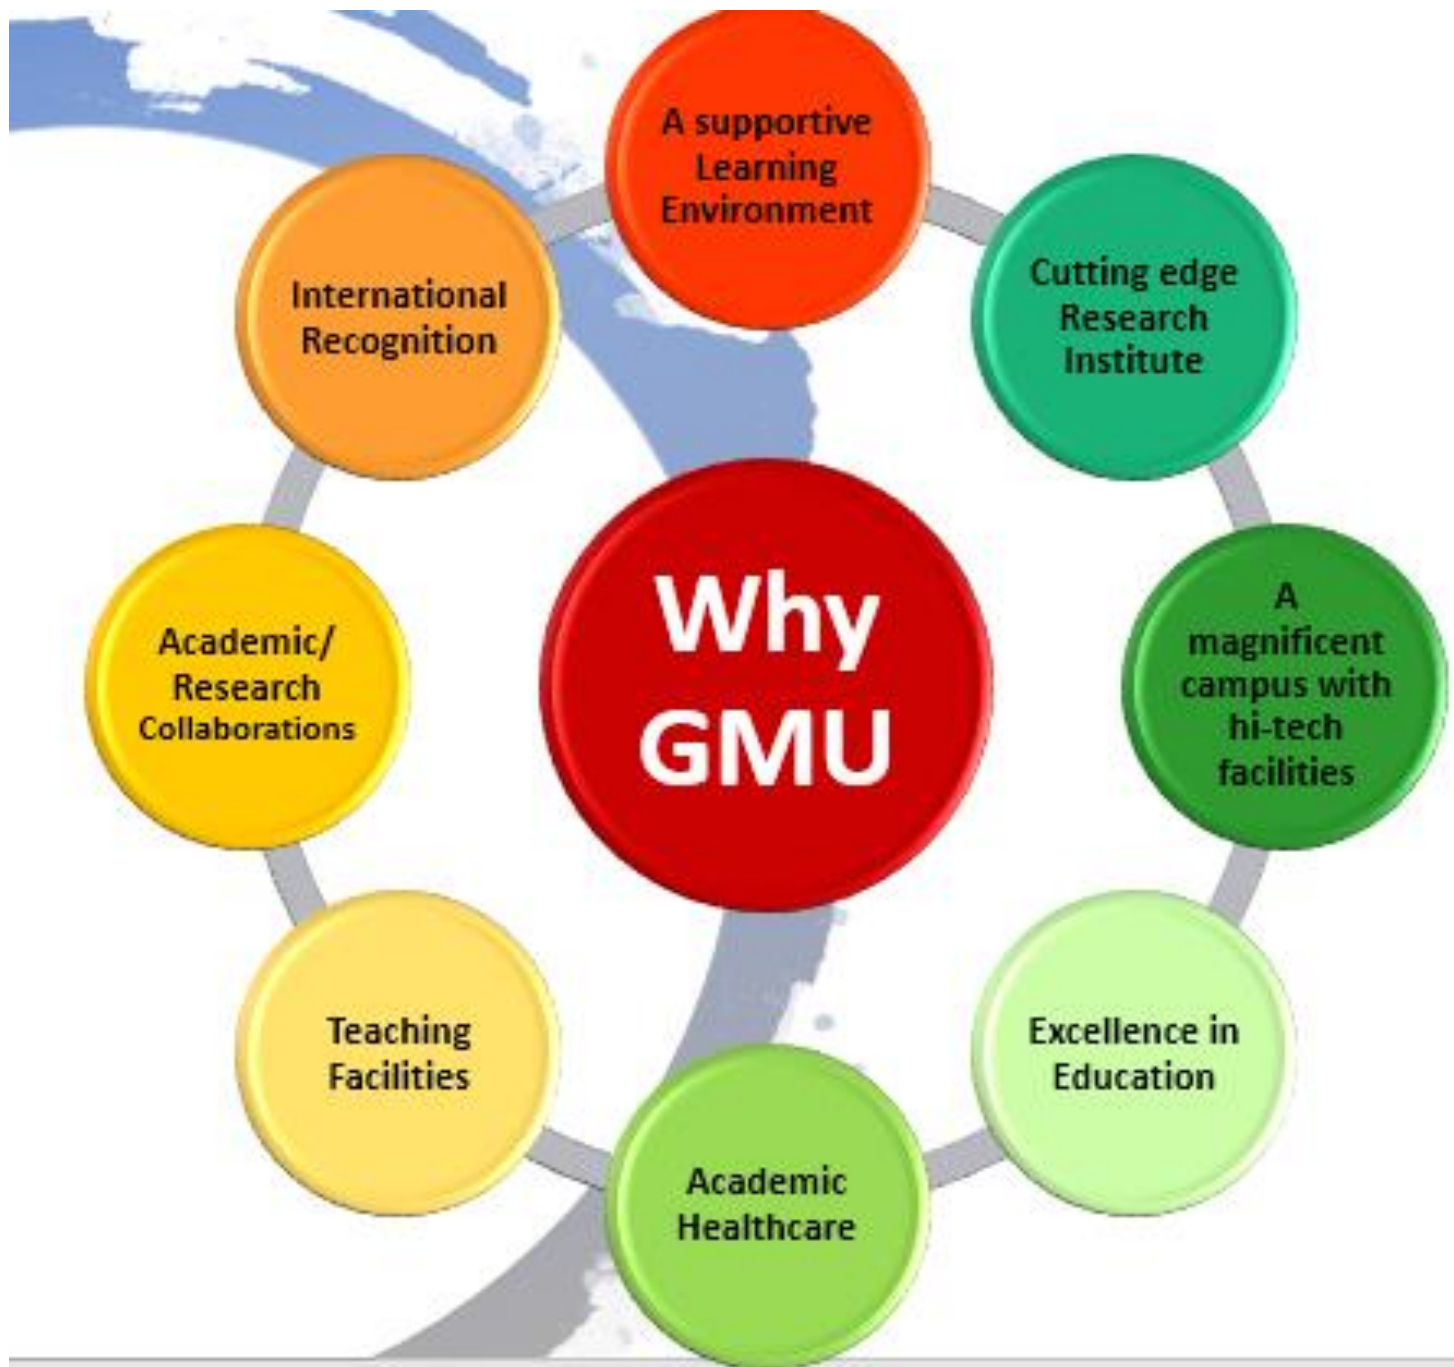 A supportive
Learning
Environment
Cutting edge
Research
Institute
A
magnificent
campus with
hi-tech
facilities
Excellence in
Education
Academic
Healthcare
Teaching
Facilities
Academic/
Research
Collaborations
International
Recognition
Why
GMU